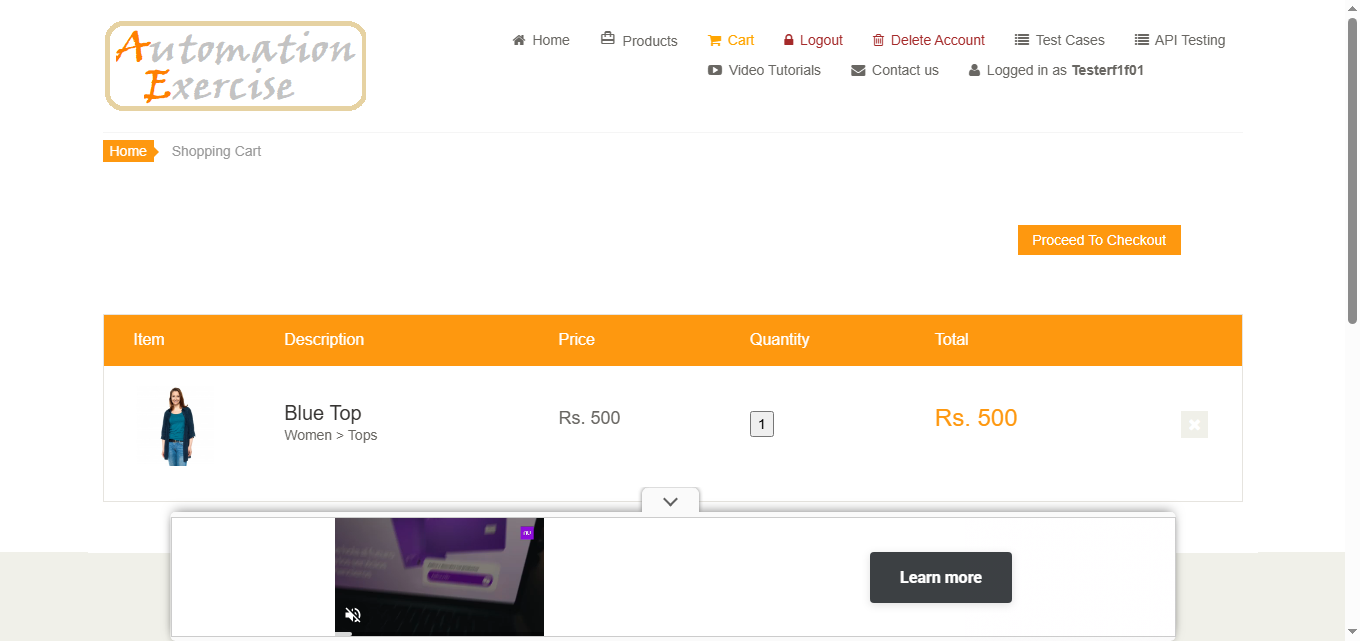 Automation
Exercise
Home Products Cart Logout Delete Account Test Cases API Testing
Video Tutorials Contact us Logged in as Testerf1f01
Home Shopping Cart
Proceed To Checkout
Item Description Price Quantity Total
Blue Top
Women > Tops
Rs. 500
1
Rs. 500
nu
Learn more